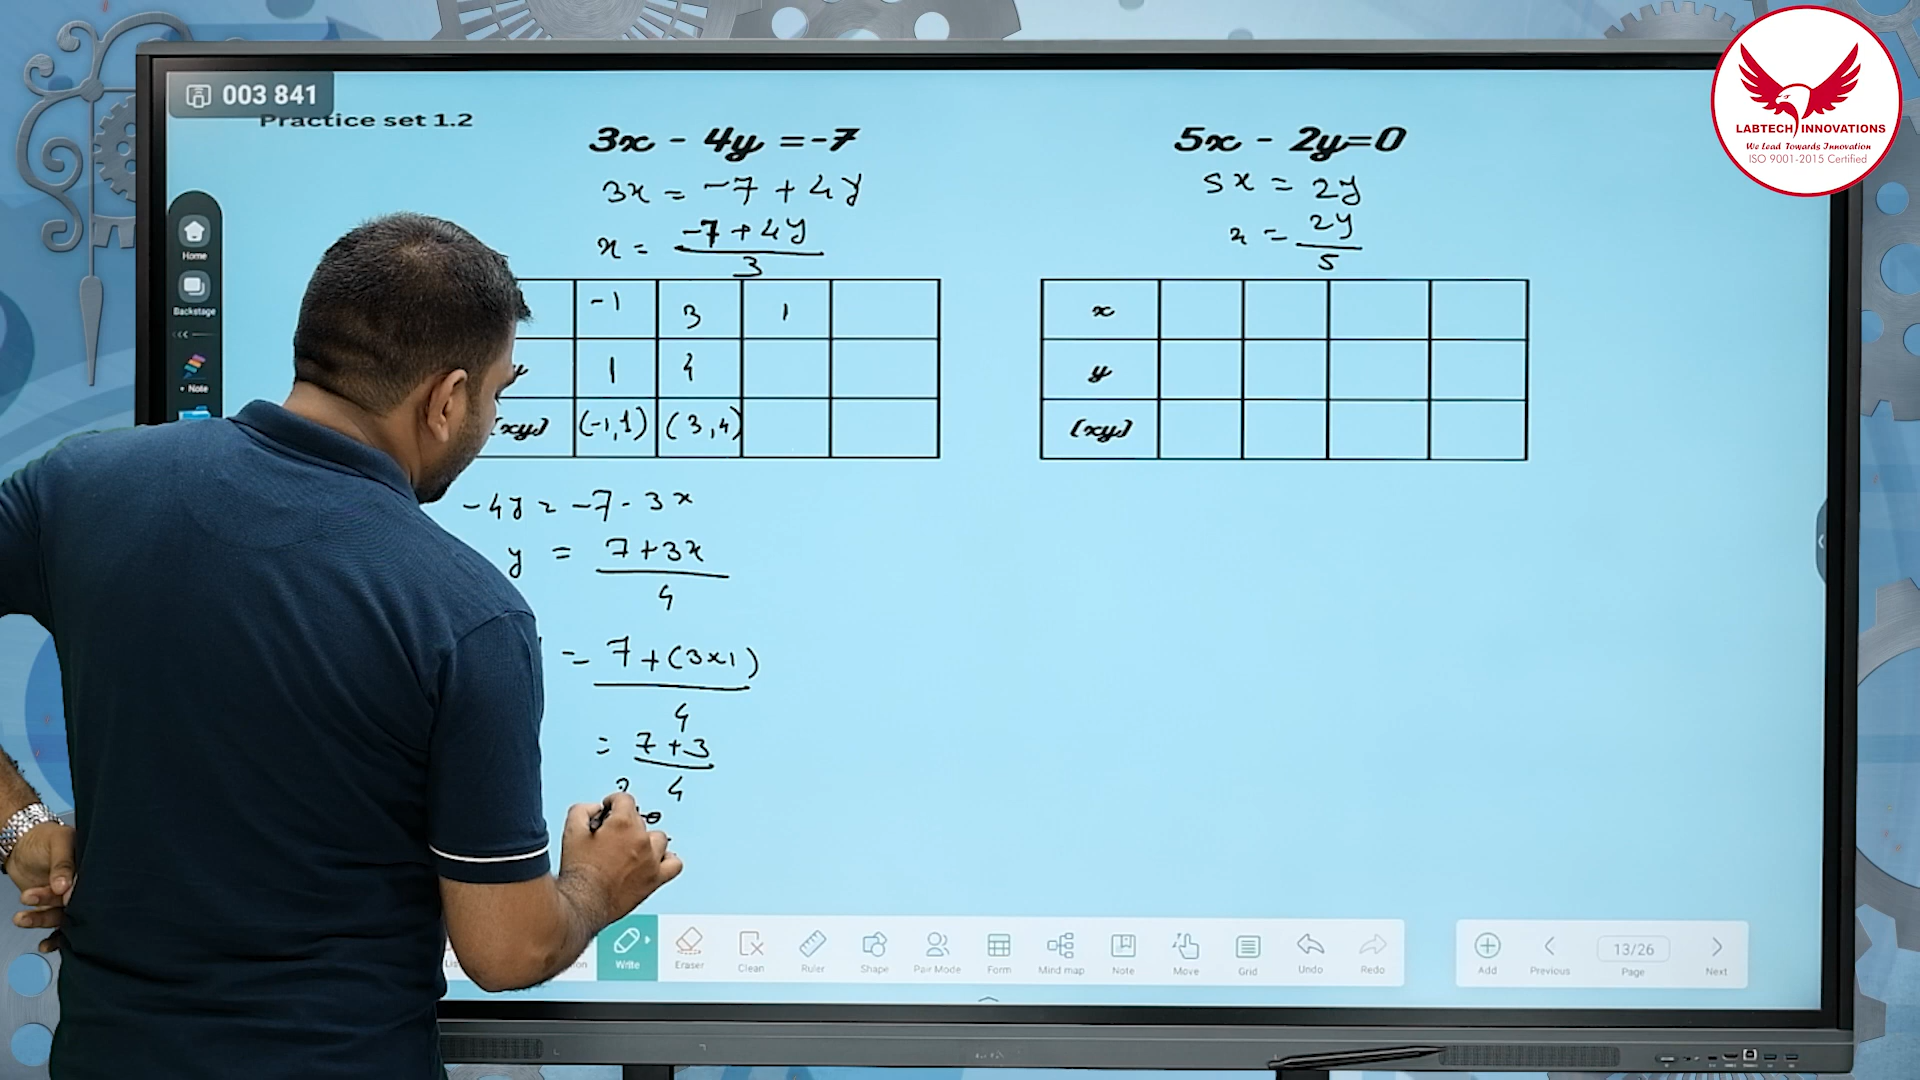 003 841
LABTECH INNOVATIONS
We Lead Towards Innovation
ISO 9001-2015 Certified
Practice set 1.2
3x - 4y =-7
3x = -7 + 4y
x = -7+4y
3
-1 3 1
y 1 4
(xy) (-1,1) (3,4)
-4y = -7 - 3x
y = 7+3x
4
= 7+(3x1)
4
= 7+3
4
5x - 2y=0
5x = 2y
x = 2y
5
x
y
(xy)
Home
Backstage
Note
Write
Eraser
Clean
Ruler
Shape
Pair Mode
Form
Mind map
Note
Move
Grid
Undo
Redo
Add
Previous
13/26
Page
Next